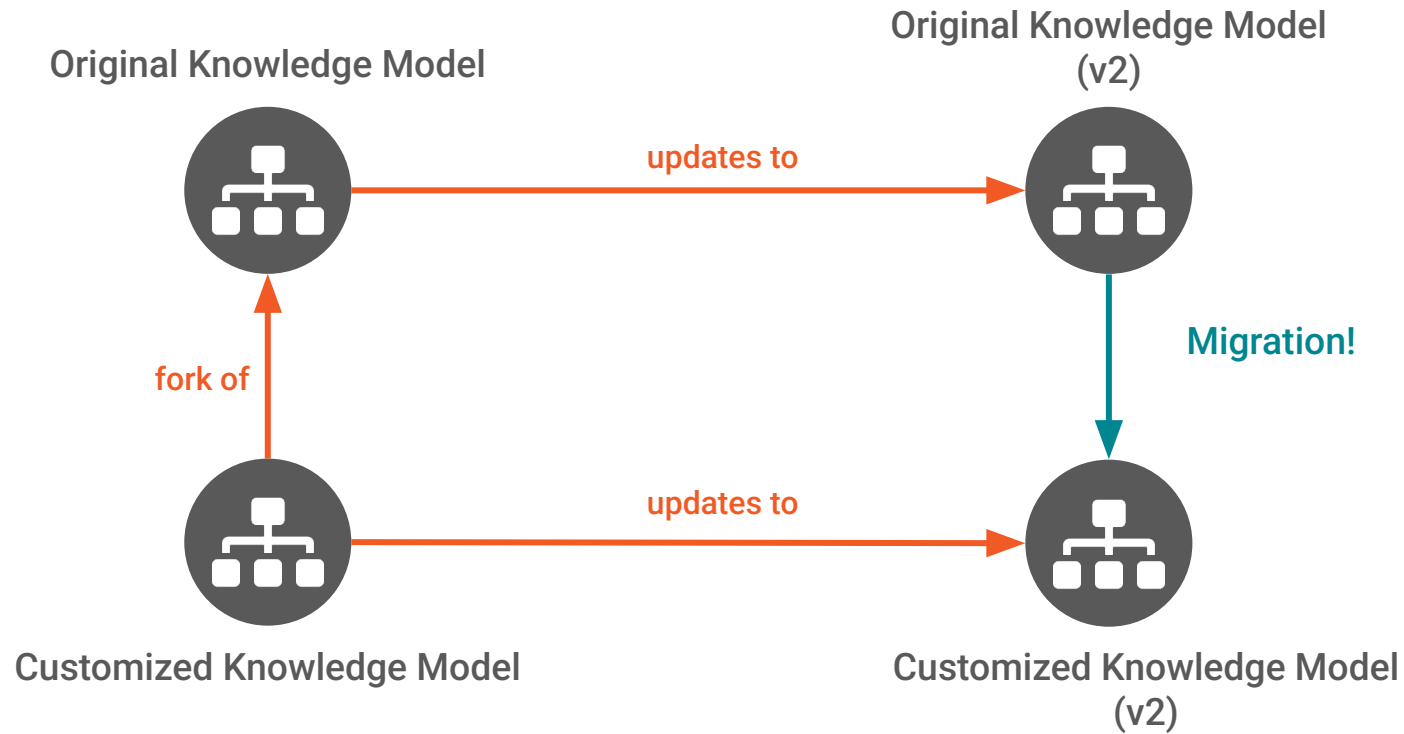 Original Knowledge Model
Original Knowledge Model
(v2)
updates to
fork of
Migration!
updates to
Customized Knowledge Model
Customized Knowledge Model
(v2)